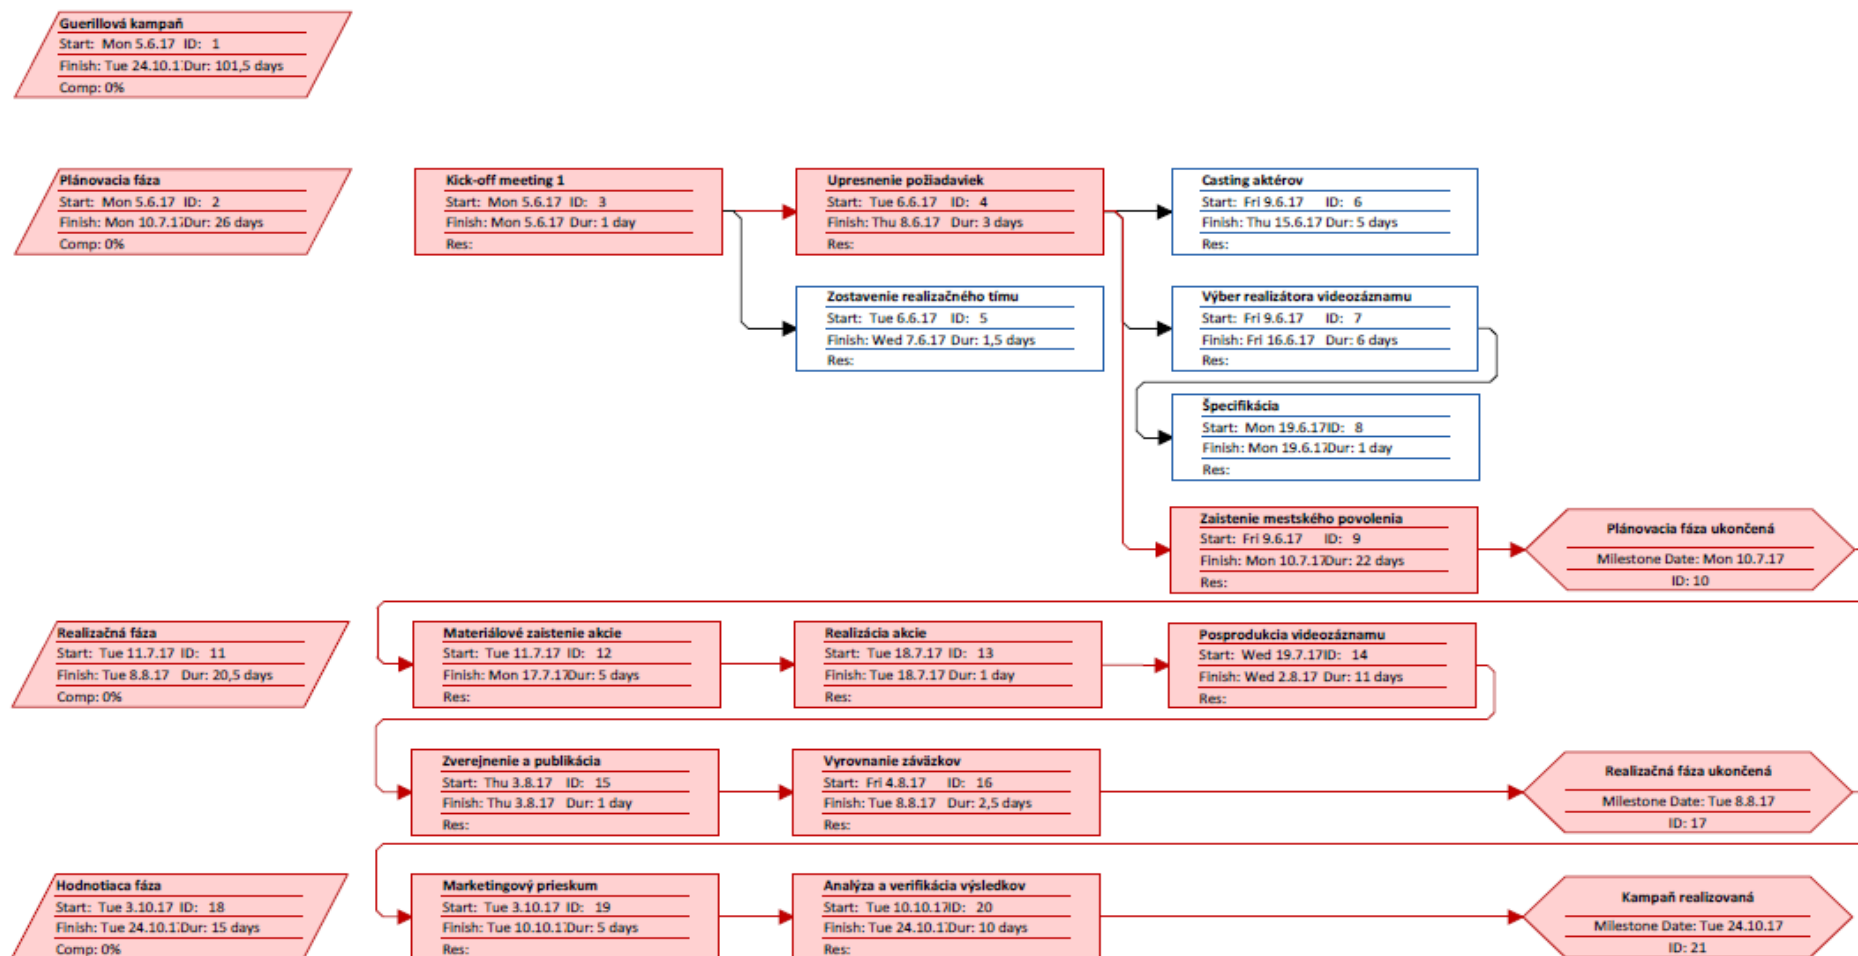 Guerillová kampaň
Start: Mon 5.6.17 ID: 1
Finish: Tue 24.10.1 Dur: 101,5 days
Comp: 0%
Plánovacia fáza
Start: Mon 5.6.17 ID: 2
Finish: Mon 10.7.17 Dur: 26 days
Comp: 0%
Kick-off meeting 1
Start: Mon 5.6.17 ID: 3
Finish: Mon 5.6.17 Dur: 1 day
Res:
Upresnenie požiadaviek
Start: Tue 6.6.17 ID: 4
Finish: Thu 8.6.17 Dur: 3 days
Res:
Casting aktérov
Start: Fri 9.6.17 ID: 6
Finish: Thu 15.6.17 Dur: 5 days
Res:
Zostavenie realizačného tímu
Start: Tue 6.6.17 ID: 5
Finish: Wed 7.6.17 Dur: 1,5 days
Res:
Výber realizátora videozáznamu
Start: Fri 9.6.17 ID: 7
Finish: Fri 16.6.17 Dur: 6 days
Res:
Špecifikácia
Start: Mon 19.6.17 ID: 8
Finish: Mon 19.6.17 Dur: 1 day
Res:
Zaistenie mestského povolenia
Start: Fri 9.6.17 ID: 9
Finish: Mon 10.7.17 Dur: 22 days
Res:
Plánovacia fáza ukončená
Milestone Date: Mon 10.7.17
ID: 10
Realizačná fáza
Start: Tue 11.7.17 ID: 11
Finish: Tue 8.8.17 Dur: 20,5 days
Comp: 0%
Materiálové zaistenie akcie
Start: Tue 11.7.17 ID: 12
Finish: Mon 17.7.17 Dur: 5 days
Res:
Realizácia akcie
Start: Tue 18.7.17 ID: 13
Finish: Tue 18.7.17 Dur: 1 day
Res:
Posprodukcia videozáznamu
Start: Wed 19.7.17 ID: 14
Finish: Wed 2.8.17 Dur: 11 days
Res:
Zverejnenie a publikácia
Start: Thu 3.8.17 ID: 15
Finish: Thu 3.8.17 Dur: 1 day
Res:
Vyrovnanie záväzkov
Start: Fri 4.8.17 ID: 16
Finish: Tue 8.8.17 Dur: 2,5 days
Res:
Realizačná fáza ukončená
Milestone Date: Tue 8.8.17
ID: 17
Hodnotiaca fáza
Start: Tue 3.10.17 ID: 18
Finish: Tue 24.10.1 Dur: 15 days
Comp: 0%
Marketingový prieskum
Start: Tue 3.10.17 ID: 19
Finish: Tue 10.10.1 Dur: 5 days
Res:
Analýza a verifikácia výsledkov
Start: Tue 10.10.17 ID: 20
Finish: Tue 24.10.1 Dur: 10 days
Res:
Kampaň realizovaná
Milestone Date: Tue 24.10.17
ID: 21